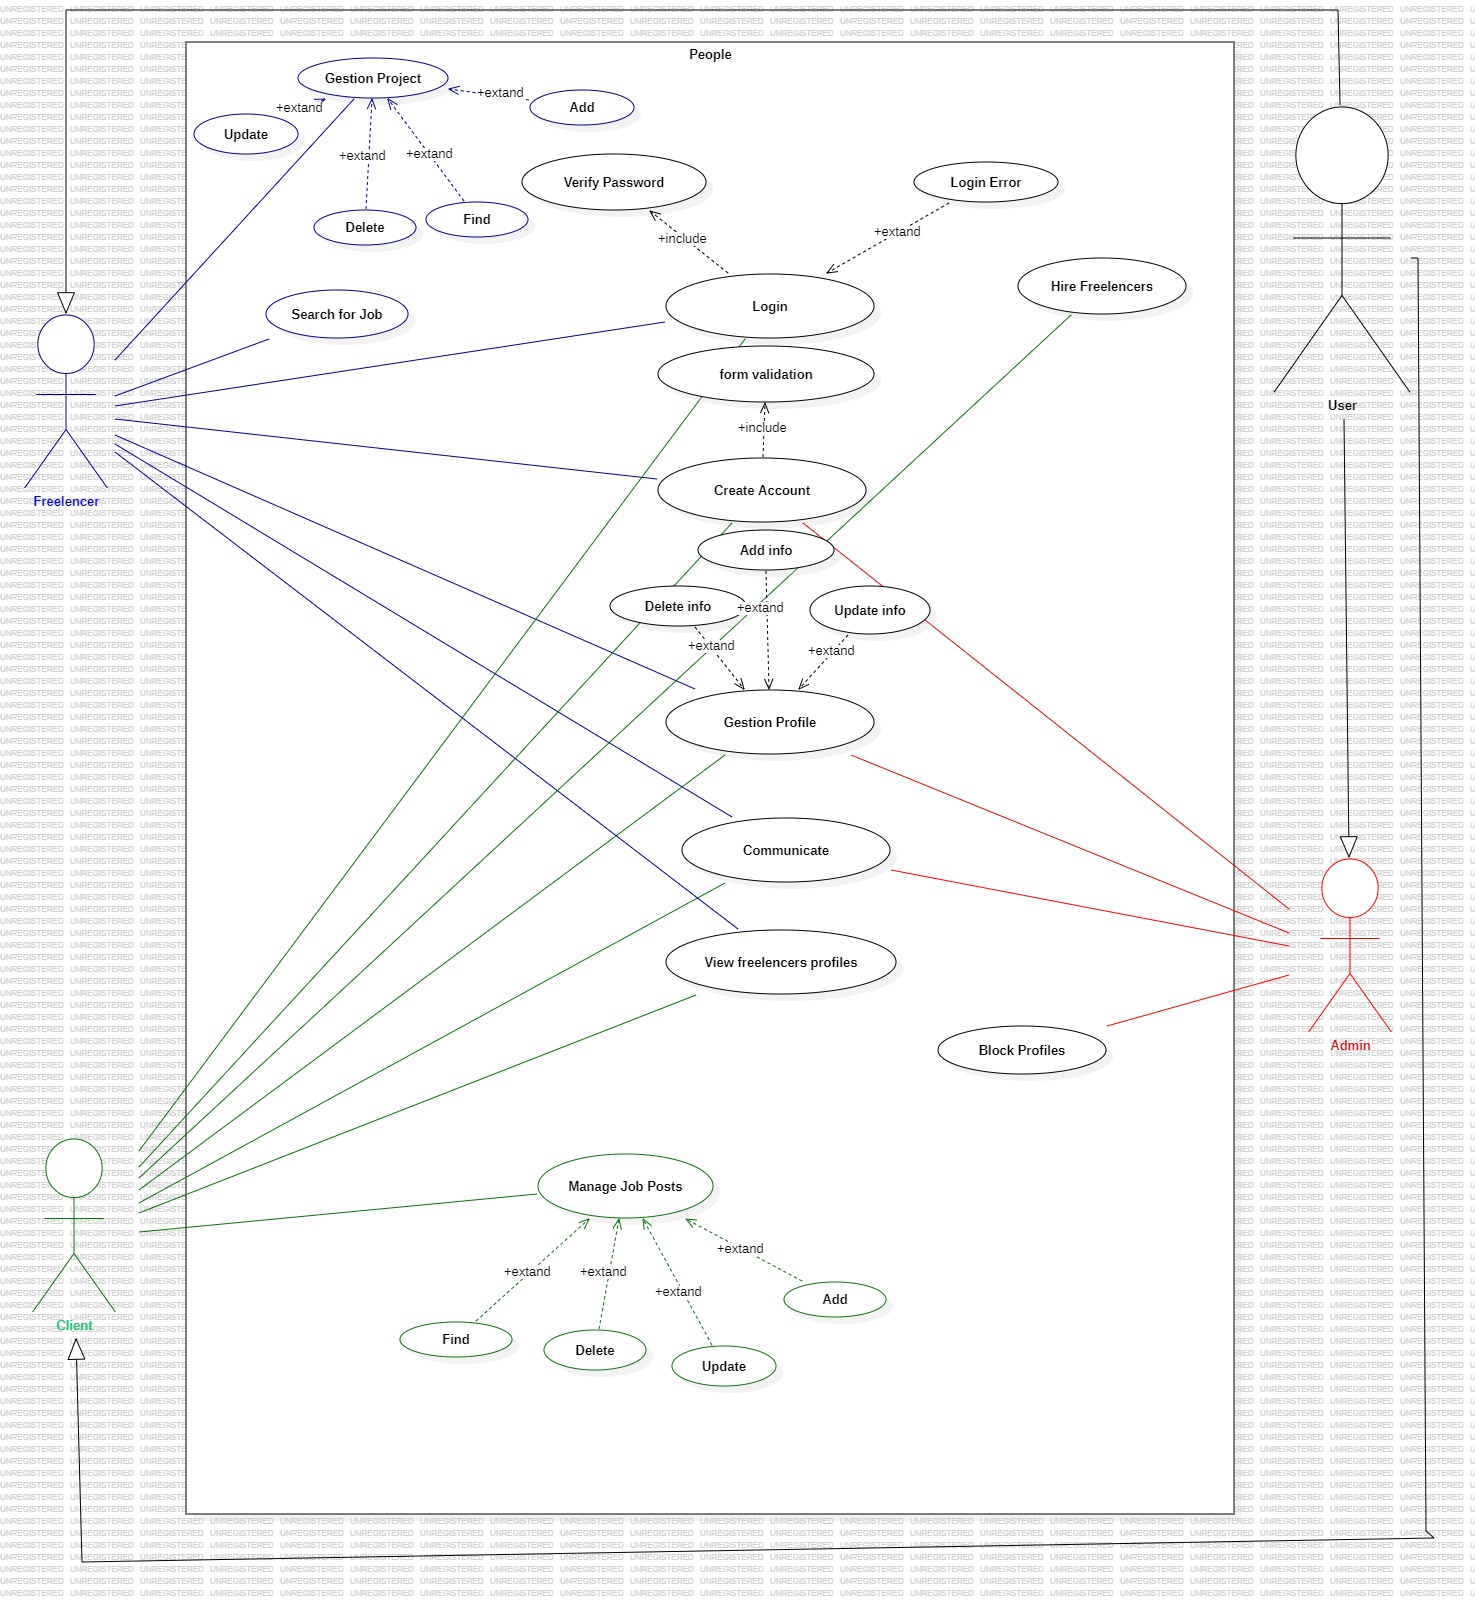 People
Gestion Project
+extand
Add
+extand
Update
+extand
+extand
Delete
Find
Verify Password
Login Error
+include
+extand
Login
Hire Freelancers
Search for Job
form validation
User
+include
Create Account
Freelencer
Add info
Delete info
+extand
Update info
+extand
+extand
Gestion Profile
Communicate
View freelencers profiles
Block Profiles
Admin
Manage Job Posts
+extand
+extand
+extand
+extand
Add
Client
Find
Delete
Update
UNREGISTERED